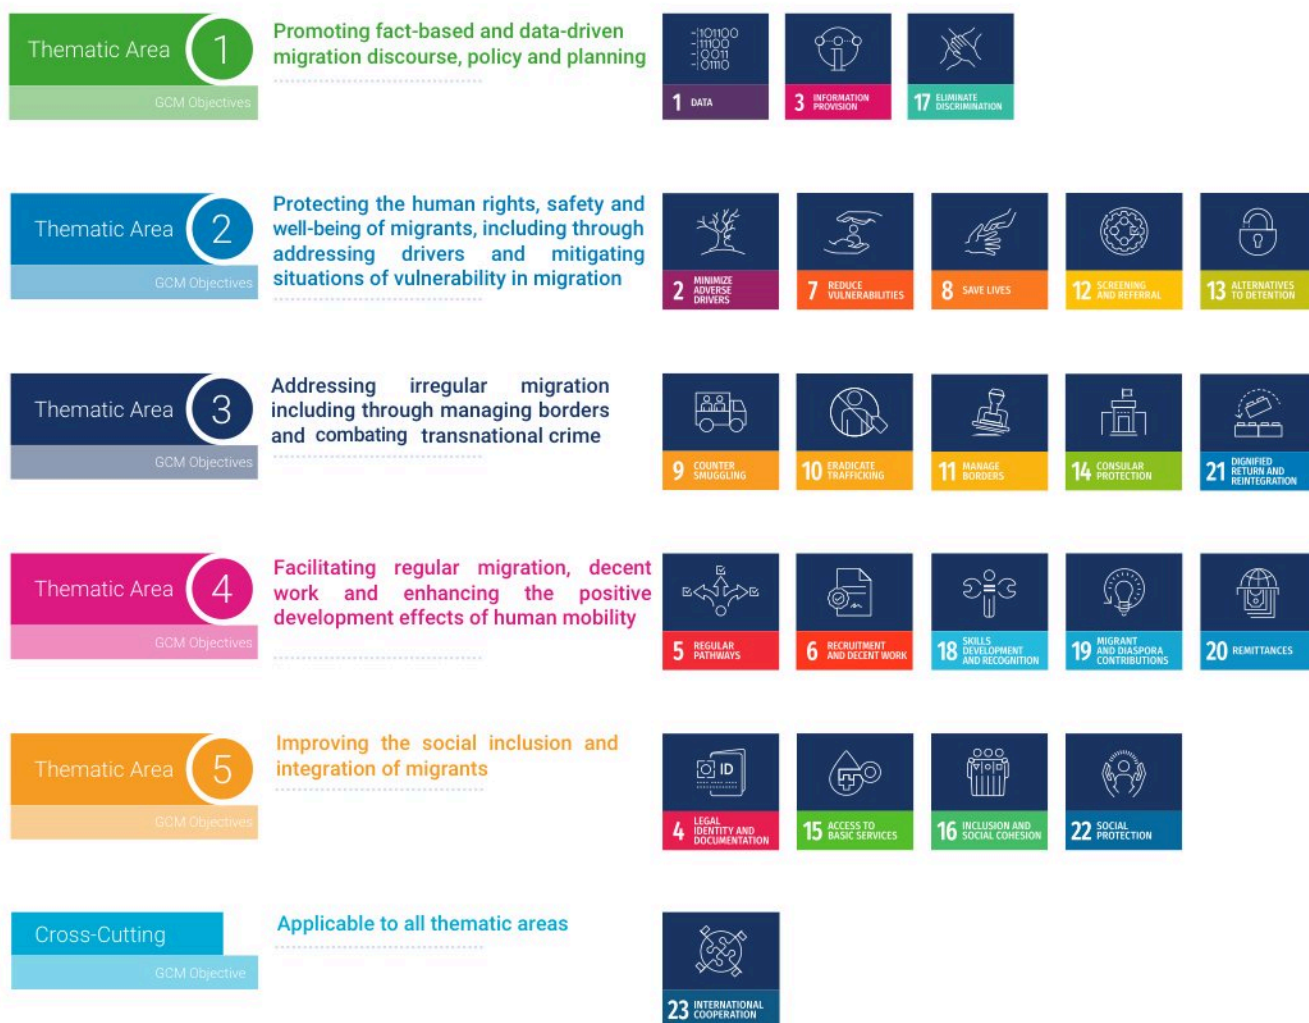 Thematic Area 1
GCM Objectives
Promoting fact-based and data-driven
migration discourse, policy and planning
-|101100
-|11100
-|0011
-|0110
1 DATA
3 INFORMATION
PROVISION
17 ELIMINATE
DISCRIMINATION
Thematic Area 2
GCM Objectives
Protecting the human rights, safety and
well-being of migrants, including through
addressing drivers and mitigating
situations of vulnerability in migration
2 MINIMIZE
ADVERSE
DRIVERS
7 REDUCE
VULNERABILITIES
8 SAVE LIVES
12 SCREENING
AND REFERRAL
13 ALTERNATIVES
TO DETENTION
Thematic Area 3
GCM Objectives
Addressing irregular migration
including through managing borders
and combating transnational crime
9 COUNTER
SMUGGLING
10 ERADICATE
TRAFFICKING
11 MANAGE
BORDERS
14 CONSULAR
PROTECTION
21 DIGNIFIED
RETURN AND
REINTEGRATION
Thematic Area 4
GCM Objectives
Facilitating regular migration, decent
work and enhancing the positive
development effects of human mobility
5 REGULAR
PATHWAYS
6 RECRUITMENT
AND DECENT WORK
18 SKILLS
DEVELOPMENT
AND RECOGNITION
19 MIGRANT
AND DIASPORA
CONTRIBUTIONS
20 REMITTANCES
Thematic Area 5
GCM Objectives
Improving the social inclusion and
integration of migrants
ID
4 LEGAL
IDENTITY AND
DOCUMENTATION
15 ACCESS TO
BASIC SERVICES
16 INCLUSION AND
SOCIAL COHESION
22 SOCIAL
PROTECTION
Cross-Cutting
GCM Objective
Applicable to all thematic areas
23 INTERNATIONAL
COOPERATION